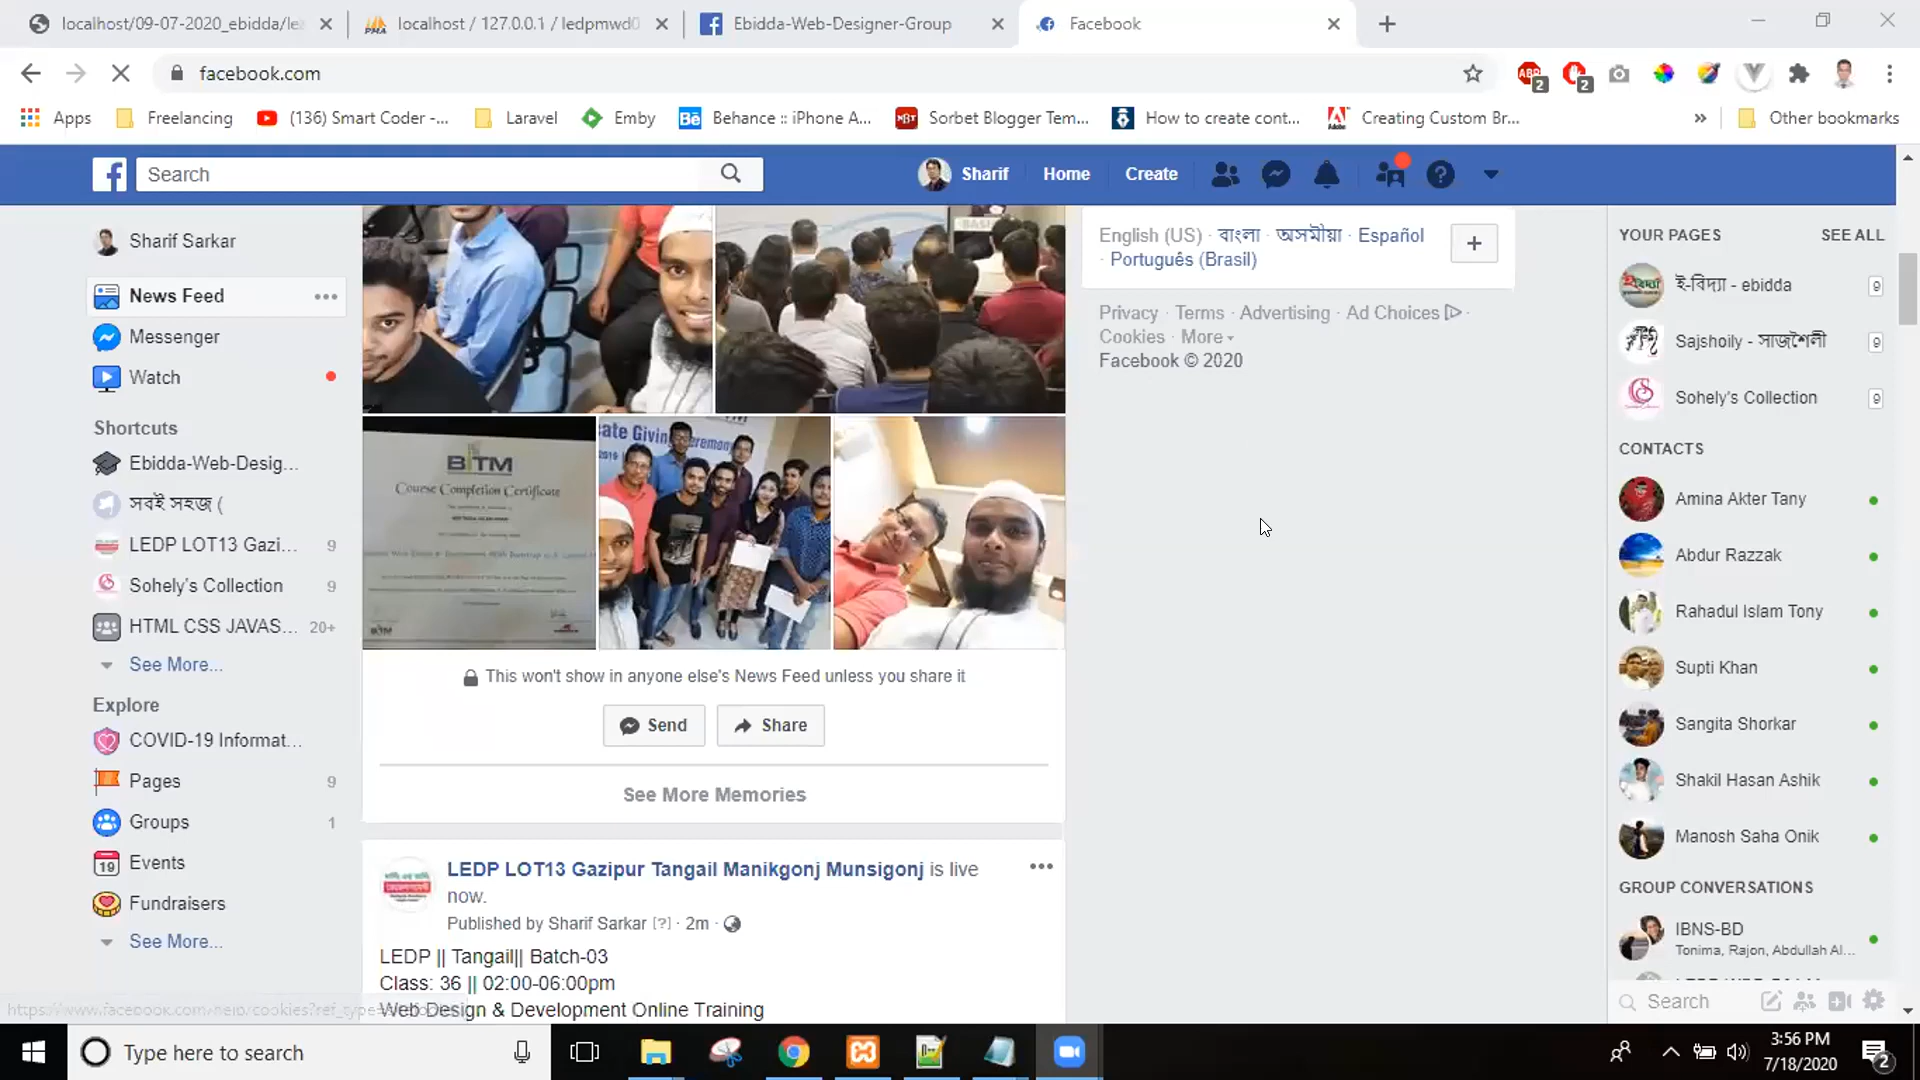 localhost/09-07-2020_ebidda/le
localhost / 127.0.0.1 / ledpmwd
Ebidda-Web-Designer-Group
Facebook
facebook.com
2
2
Apps
Freelancing
(136) Smart Coder -...
Laravel
Emby
Behance :: iPhone A...
Sorbet Blogger Tem...
How to create cont...
Creating Custom Br...
Other bookmarks
Search
Sharif
Home
Create
Sharif Sarkar
News Feed
Messenger
Watch
Shortcuts
Ebidda-Web-Desig...
সবই সহজ (
LEDP LOT13 Gazi... 9
Sohely's Collection 9
HTML CSS JAVAS... 20+
See More...
Explore
COVID-19 Informat...
Pages 9
Groups 1
19 Events
Fundraisers
See More...
BITM
Course Completion Certificate
This won't show in anyone else's News Feed unless you share it
Send
Share
See More Memories
LEDP LOT13 Gazipur Tangail Manikgonj Munsigonj is live
now.
Published by Sharif Sarkar [?] · 2m ·
LEDP || Tangail|| Batch-03
Class: 36 || 02:00-06:00pm
Web Design & Development Online Training
English (US) · বাংলা · অসমীয়া · Español
· Português (Brasil)
Privacy · Terms · Advertising · Ad Choices ·
Cookies · More
Facebook © 2020
YOUR PAGES SEE ALL
ই-বিদ্যা - ebidda 9
Sajshoily - সাজশৈলী 9
Sohely's Collection 9
CONTACTS
Amina Akter Tany
Abdur Razzak
Rahadul Islam Tony
Supti Khan
Sangita Shorkar
Shakil Hasan Ashik
Manosh Saha Onik
GROUP CONVERSATIONS
IBNS-BD
Tonima, Rajon, Abdullah Al...
Search
Type here to search
3:56 PM
7/18/2020
2